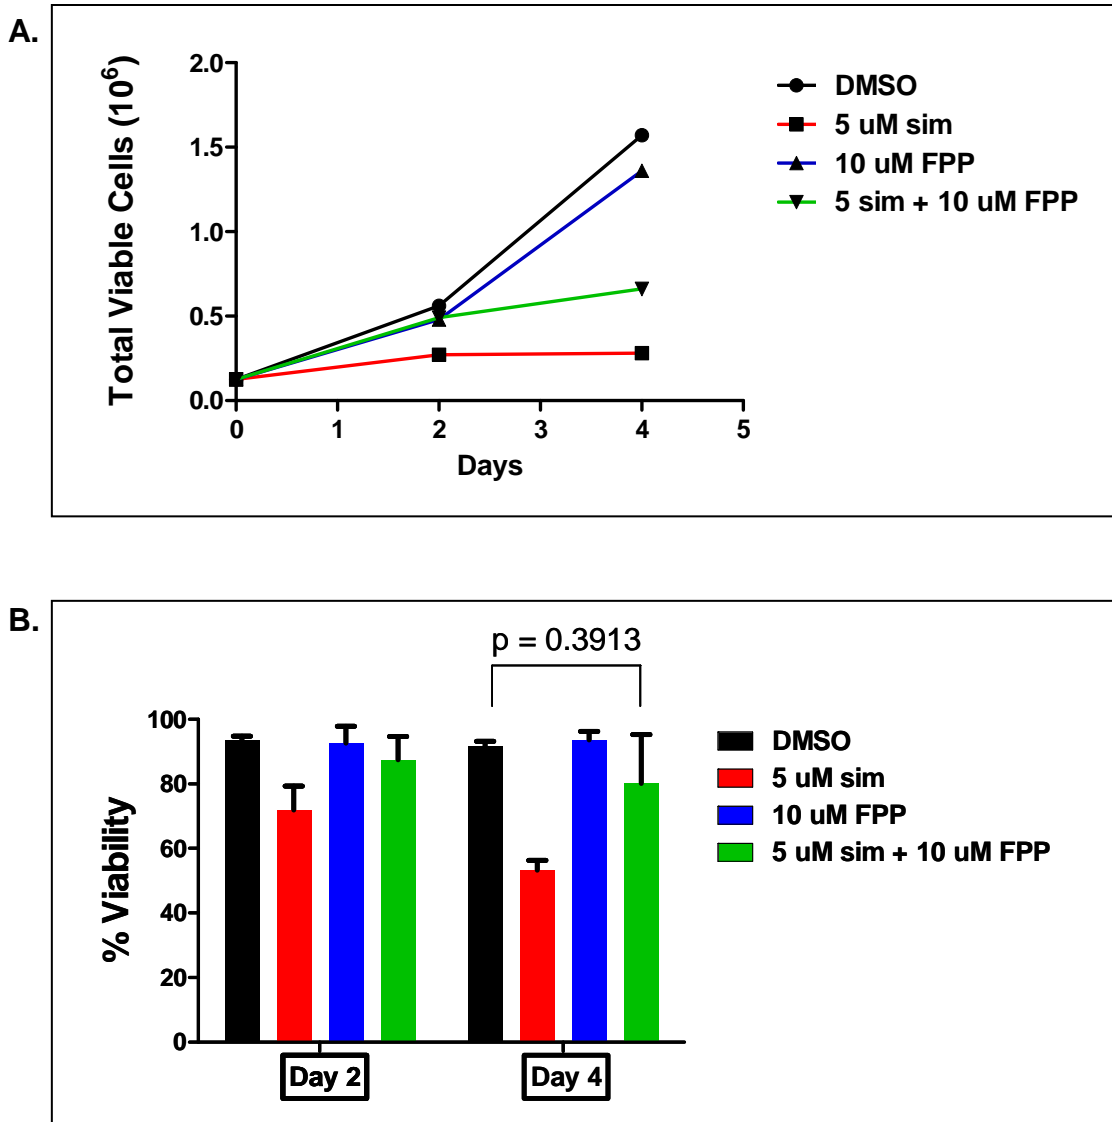 A.
Total Viable Cells (10⁶)
2.0
1.5
1.0
0.5
0.0
0 1 2 3 4 5
Days
DMSO
5 uM sim
10 uM FPP
5 sim + 10 uM FPP
B.
p = 0.3913
% Viability
100
80
60
40
20
0
Day 2 Day 4
DMSO
5 uM sim
10 uM FPP
5 uM sim + 10 uM FPP